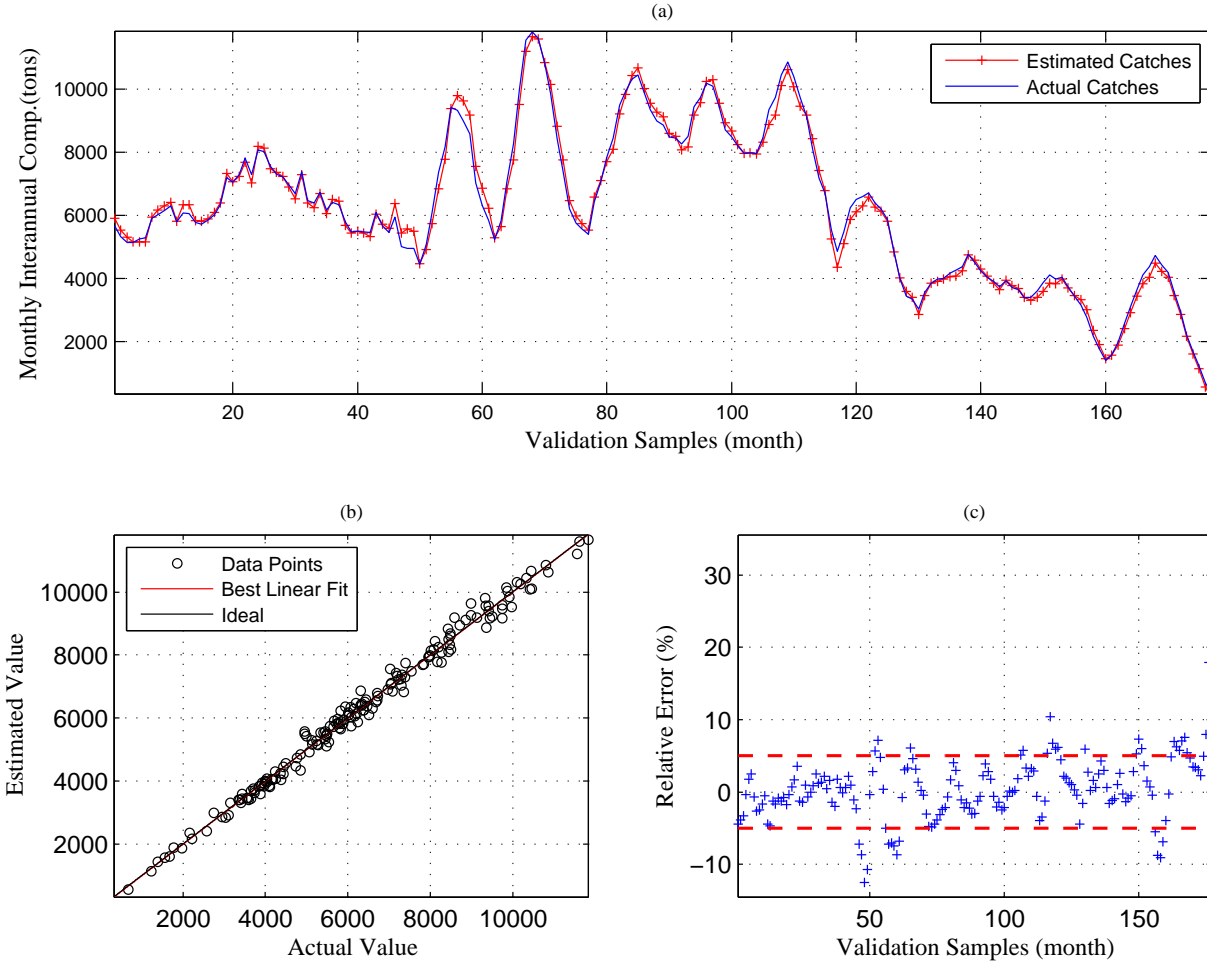 (a)
Monthly Interannual Comp.(tons)
10000
8000
6000
4000
2000
Estimated Catches
Actual Catches
20
40
60
80
100
120
140
160
Validation Samples (month)
(b)
Estimated Value
10000
8000
6000
4000
2000
Data Points
Best Linear Fit
Ideal
2000
4000
6000
8000
10000
Actual Value
(c)
Relative Error (%)
30
20
10
0
−10
50
100
150
Validation Samples (month)